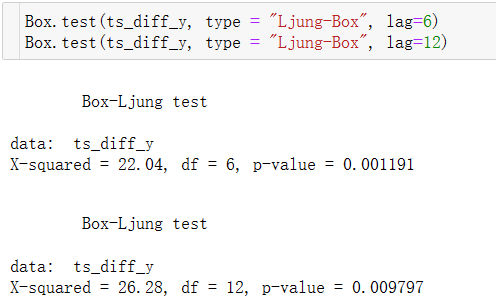 Box.test(ts_diff_y, type = "Ljung-Box", lag=6)
Box.test(ts_diff_y, type = "Ljung-Box", lag=12)
Box-Ljung test
data:  ts_diff_y
X-squared = 22.04, df = 6, p-value = 0.001191
Box-Ljung test
data:  ts_diff_y
X-squared = 26.28, df = 12, p-value = 0.009797